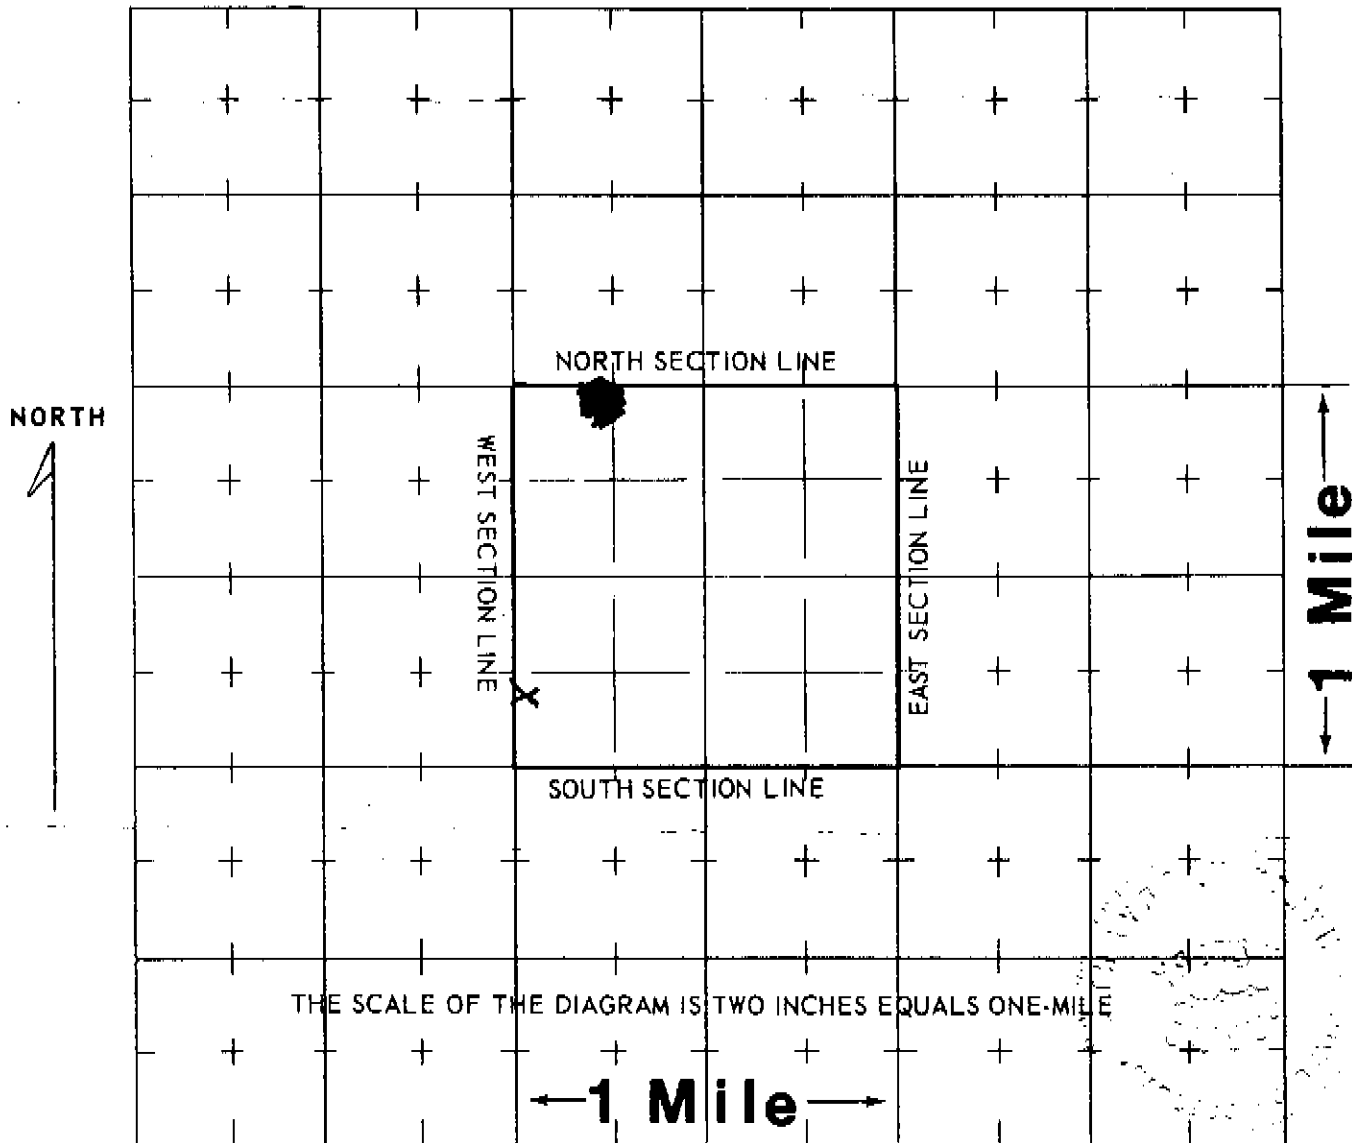 NORTH SECTION LINE
NORTH
WEST SECTION LINE
EAST SECTION LINE
1 Mile
X
SOUTH SECTION LINE
THE SCALE OF THE DIAGRAM IS TWO INCHES EQUALS ONE-MILE
1 Mile